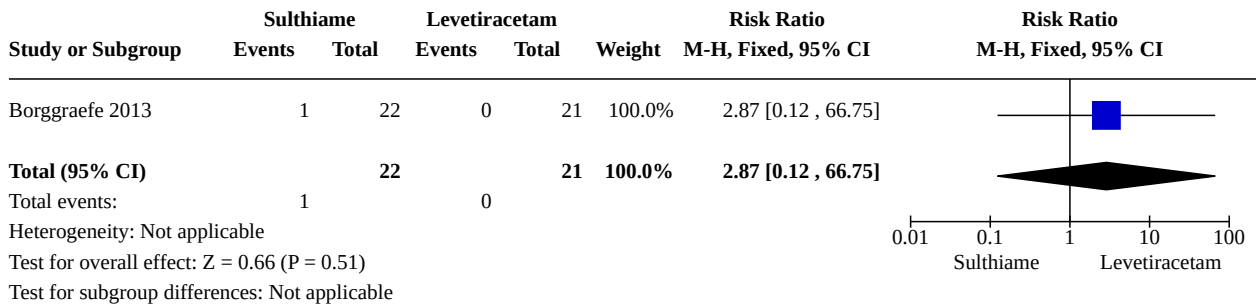 Sulthiame Levetiracetam Risk Ratio Risk Ratio
Study or Subgroup Events Total Events Total Weight M-H, Fixed, 95% CI M-H, Fixed, 95% CI
Borggraefe 2013 1 22 0 21 100.0% 2.87 [0.12 , 66.75]
Total (95% CI) 22 21 100.0% 2.87 [0.12 , 66.75]
Total events: 1 0
Heterogeneity: Not applicable
0.01 0.1 1 10 100
Test for overall effect: Z = 0.66 (P = 0.51)
Sulthiame Levetiracetam
Test for subgroup differences: Not applicable